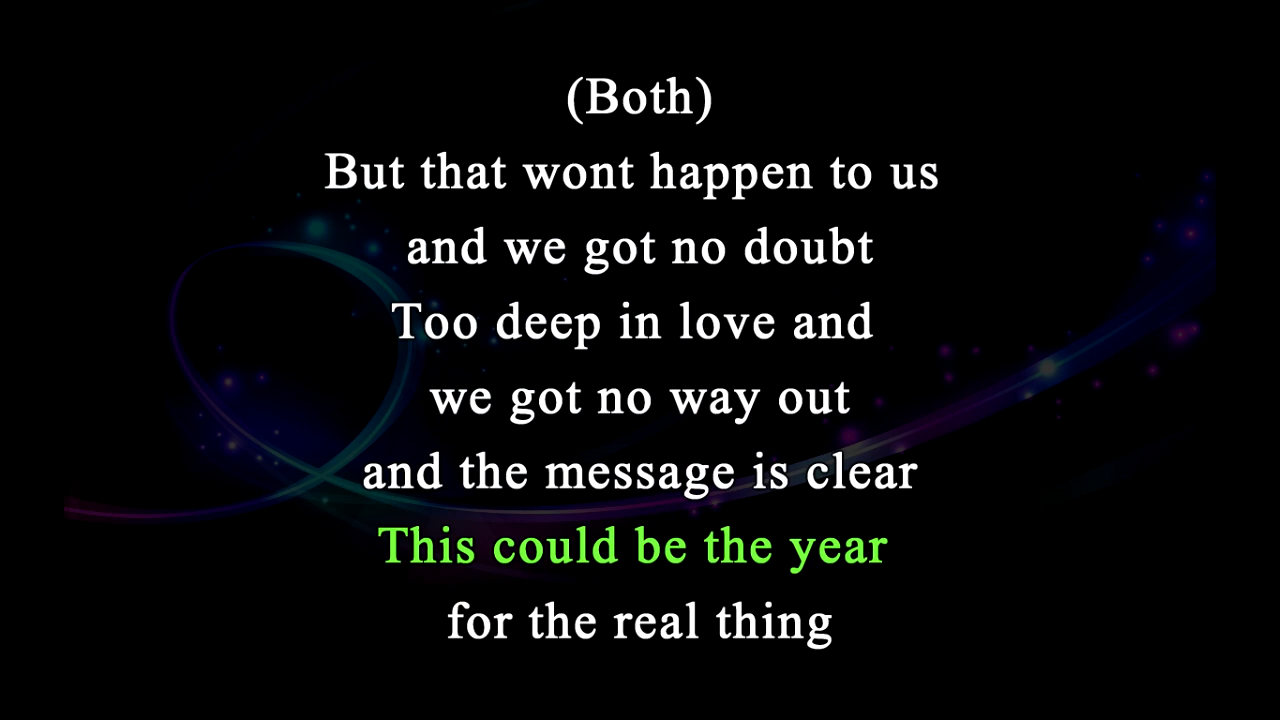 (Both)
But that wont happen to us
and we got no doubt
Too deep in love and
we got no way out
and the message is clear
This could be the year
for the real thing